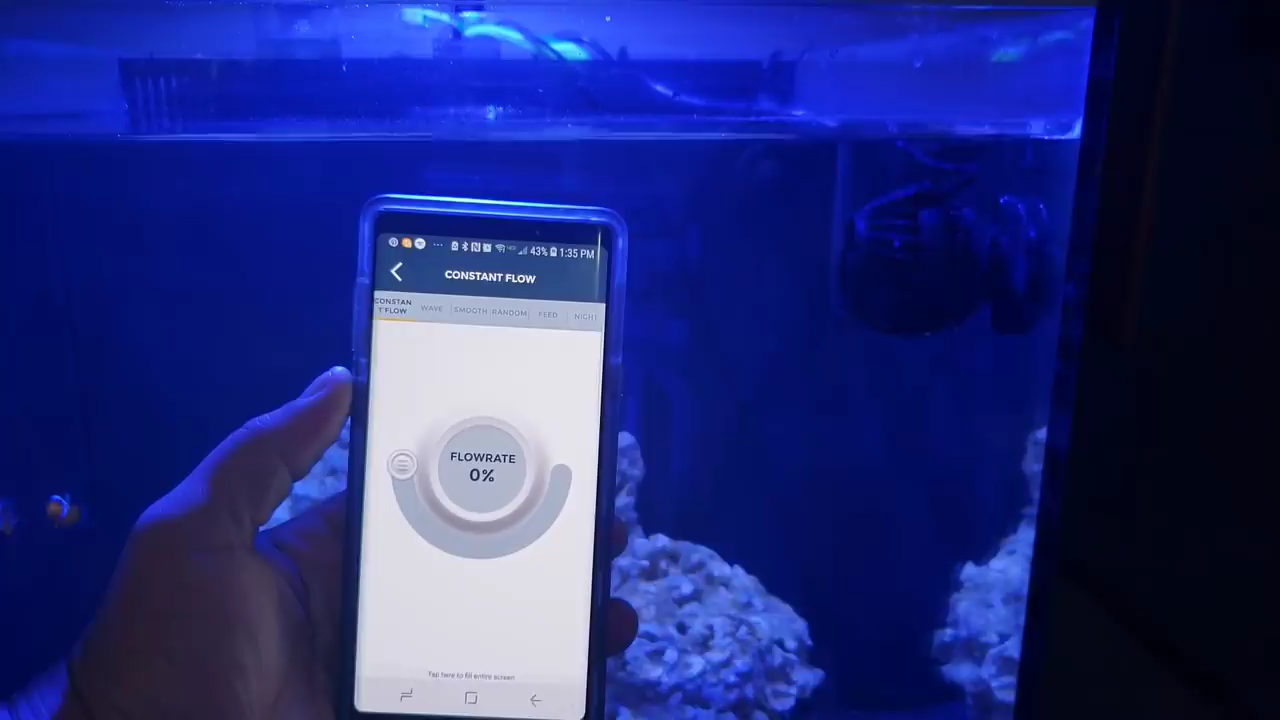 43% 1:35 PM
CONSTANT FLOW
CONSTAN
T'FLOW
WAVE
SMOOTH
RANDOM
FEED
NIGHT
FLOWRATE
0%
Tap here to fill entire screen